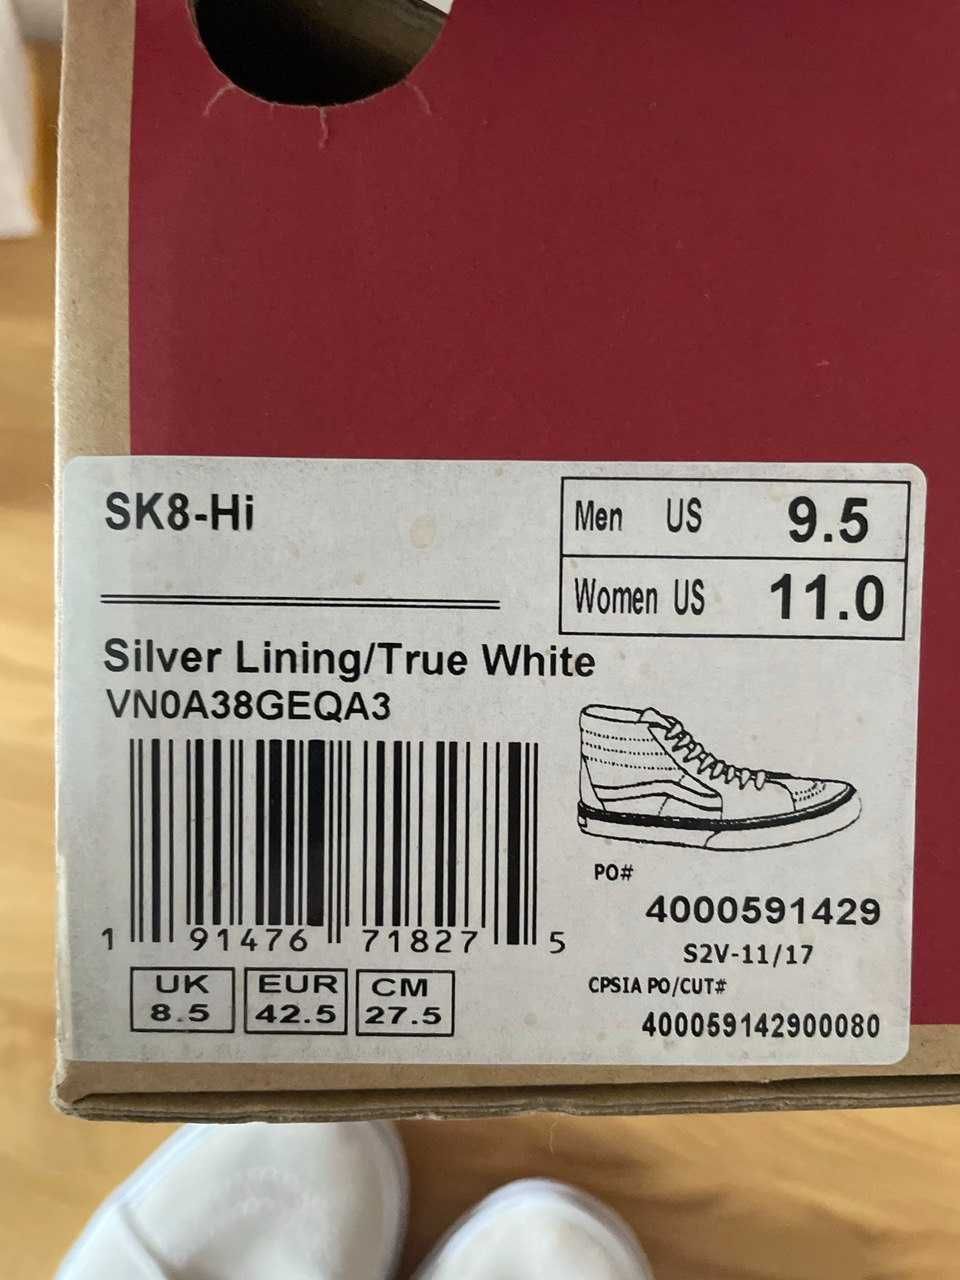 SK8-Hi
Men US 9.5
Women US 11.0
Silver Lining/True White
VN0A38GEQA3
1 91476 71827 5
PO#
4000591429
S2V-11/17
CPSIA PO/CUT#
400059142900080
UK 8.5
EUR 42.5
CM 27.5